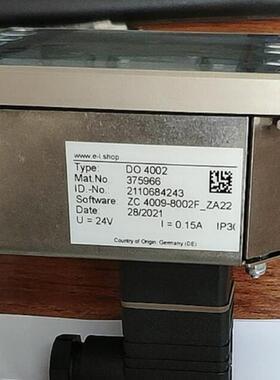 www.e-l.shop
Type: DO 4002
Mat.No 375966
ID.-No.: 2110684243
Software: ZC 4009-8002F_ZA22
Date: 28/2021
U = 24V I = 0.15A
Country of Origin: Germany (DE)